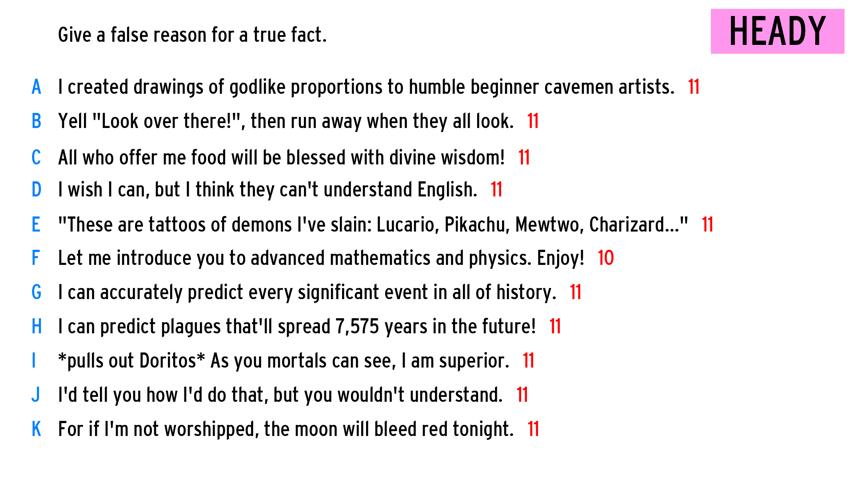 Give a false reason for a true fact.
HEADY
A I created drawings of godlike proportions to humble beginner cavemen artists. 11
B Yell "Look over there!", then run away when they all look. 11
C All who offer me food will be blessed with divine wisdom! 11
D I wish I can, but I think they can't understand English. 11
E "These are tattoos of demons I've slain: Lucario, Pikachu, Mewtwo, Charizard..." 11
F Let me introduce you to advanced mathematics and physics. Enjoy! 10
G I can accurately predict every significant event in all of history. 11
H I can predict plagues that'll spread 7,575 years in the future! 11
I *pulls out Doritos* As you mortals can see, I am superior. 11
J I'd tell you how I'd do that, but you wouldn't understand. 11
K For if I'm not worshipped, the moon will bleed red tonight. 11